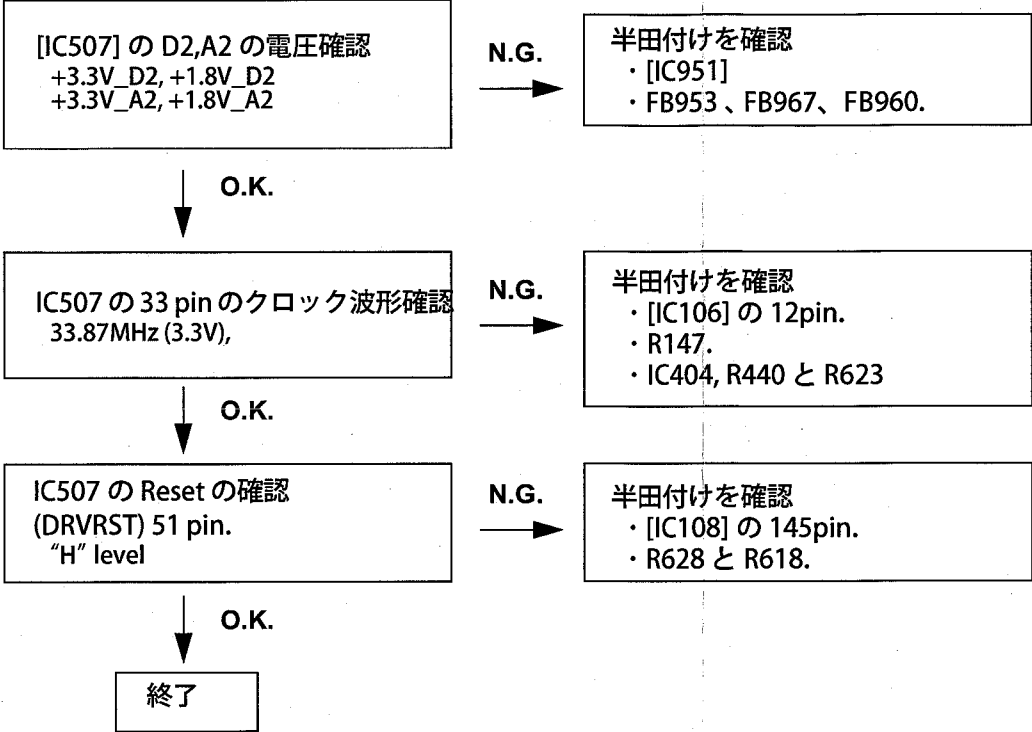 [IC507] の D2,A2 の電圧確認
+3.3V_D2, +1.8V_D2
+3.3V_A2, +1.8V_A2
N.G.
半田付けを確認
・[IC951]
・FB953 、FB967、 FB960.
O.K.
IC507 の 33 pin のクロック波形確認
33.87MHz (3.3V),
N.G.
半田付けを確認
・[IC106] の 12pin.
・R147.
・IC404, R440 と R623
O.K.
IC507 の Reset の確認
(DRVRST) 51 pin.
“H” level
N.G.
半田付けを確認
・[IC108] の 145pin.
・R628 と R618.
O.K.
終了